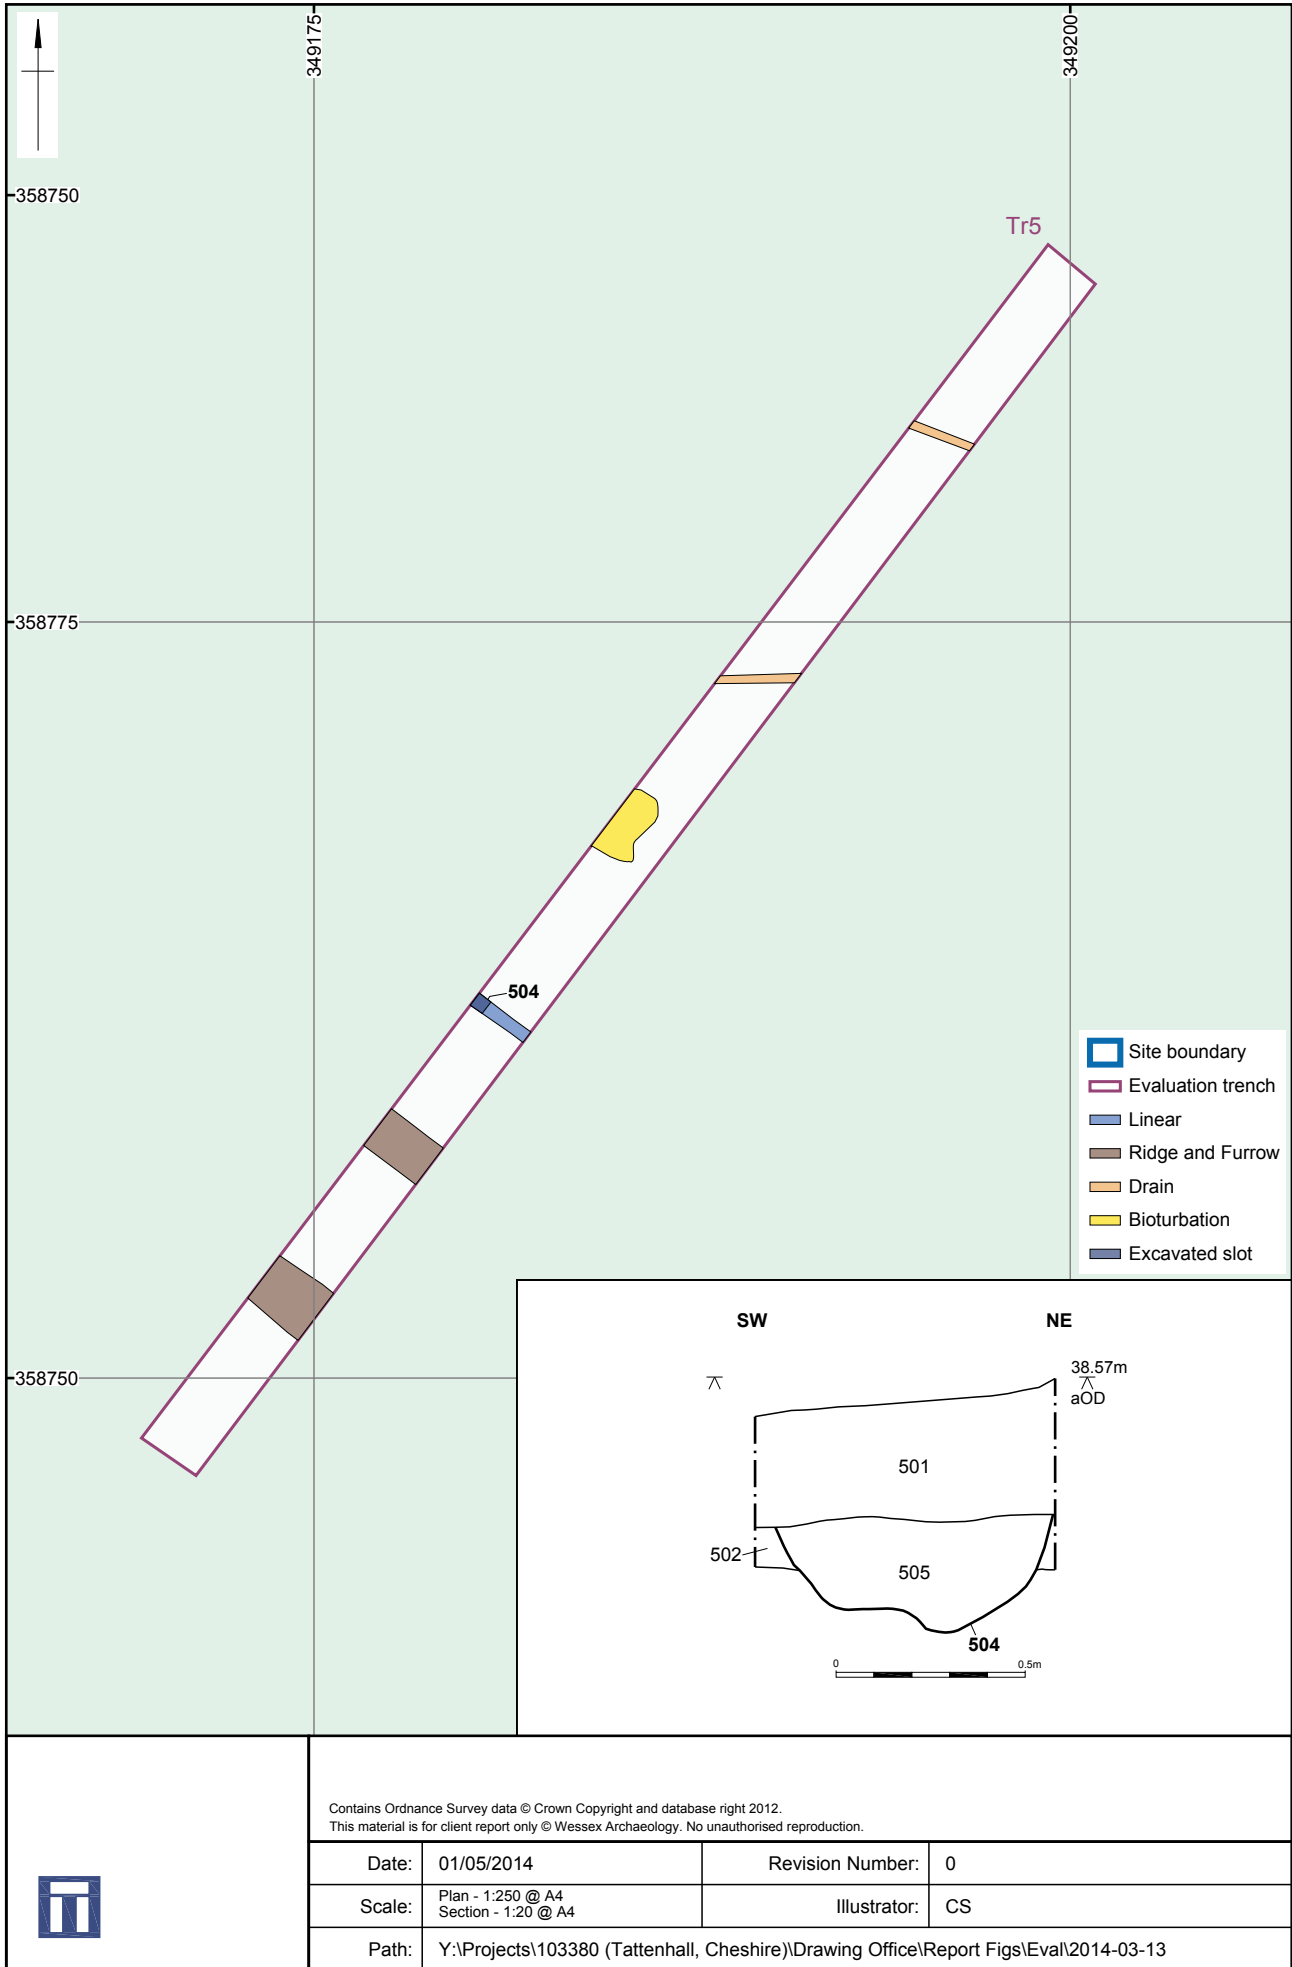 349175
349200
358750
Tr5
358775
504
Site boundary
Evaluation trench
Linear
Ridge and Furrow
Drain
Bioturbation
Excavated slot
358750
SW NE
38.57m
aOD
501
502
505
504
0 0.5m
Contains Ordnance Survey data © Crown Copyright and database right 2012.
This material is for client report only © Wessex Archaeology. No unauthorised reproduction.
Date: 01/05/2014 Revision Number: 0
Scale: Plan - 1:250 @ A4
Section - 1:20 @ A4
Illustrator: CS
Path: Y:\Projects\103380 (Tattenhall, Cheshire)\Drawing Office\Report Figs\Eval\2014-03-13